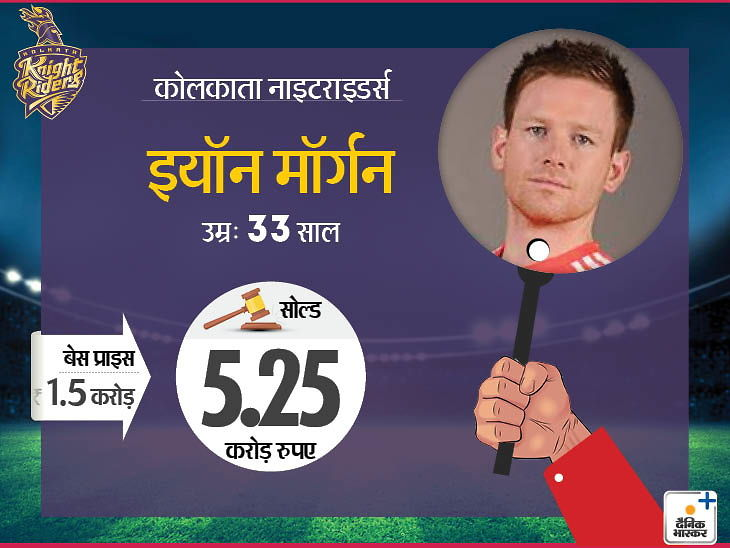 KOLKATA
Knight
Riders
कोलकाता नाइटराइडर्स
इयॉन मॉर्गन
उम्रः 33 साल
सोल्ड
बेस प्राइस
₹ 1.5 करोड़
5.25
करोड़ रुपए
दैनिक
भास्कर